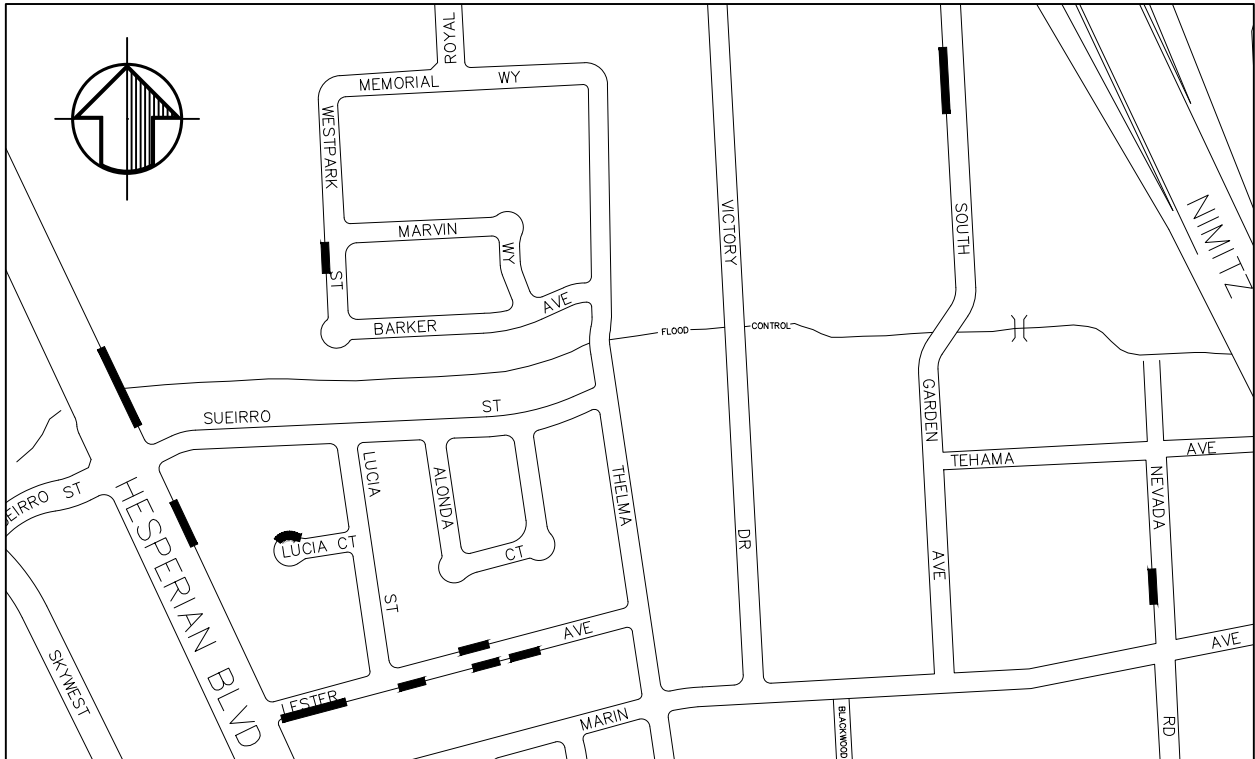 ROYAL
MEMORIAL WY
WESTPARK ST
MARVIN WY
BARKER AVE
VICTORY DR
SOUTH GARDEN AVE
NIMITZ
FLOOD CONTROL
SUEIRRO ST
EIRRO ST
HESPERIAN BLVD
LUCIA ST
LUCIA CT
ALONDA CT
THELMA
TEHAMA AVE
NEVADA RD
SKYWEST
LESTER AVE
MARIN AVE
BLACKWOOD